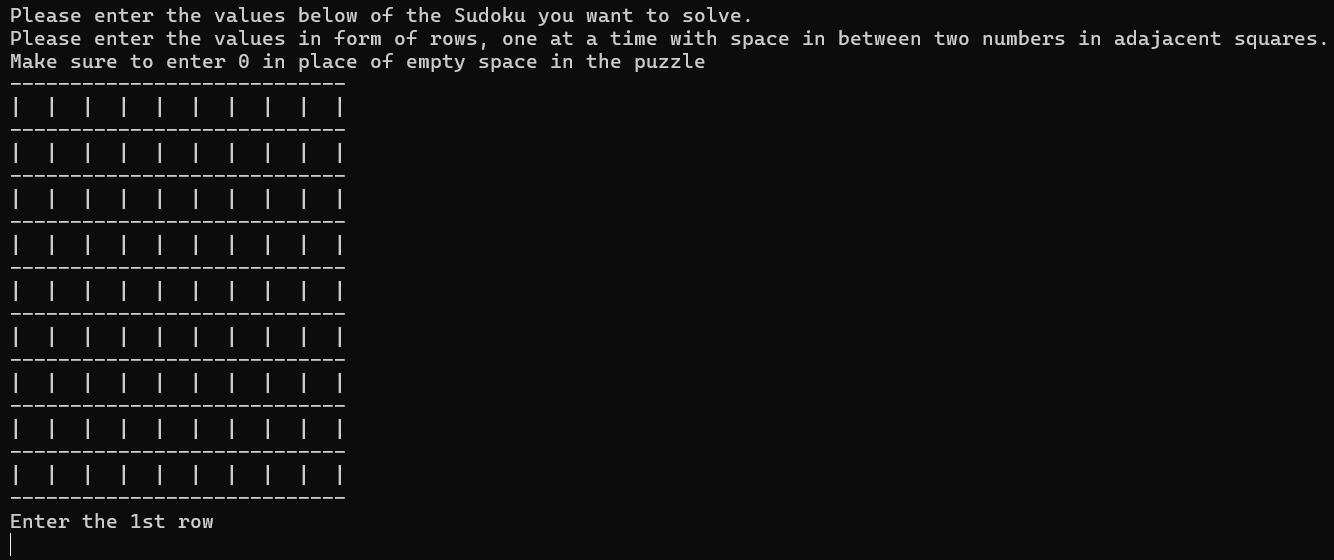 Please enter the values below of the Sudoku you want to solve.
Please enter the values in form of rows, one at a time with space in between two numbers in adajacent squares.
Make sure to enter 0 in place of empty space in the puzzle
----------------------------
|  |  |  |  |  |  |  |  |  |
----------------------------
|  |  |  |  |  |  |  |  |  |
----------------------------
|  |  |  |  |  |  |  |  |  |
----------------------------
|  |  |  |  |  |  |  |  |  |
----------------------------
|  |  |  |  |  |  |  |  |  |
----------------------------
|  |  |  |  |  |  |  |  |  |
----------------------------
|  |  |  |  |  |  |  |  |  |
----------------------------
|  |  |  |  |  |  |  |  |  |
----------------------------
|  |  |  |  |  |  |  |  |  |
----------------------------
Enter the 1st row